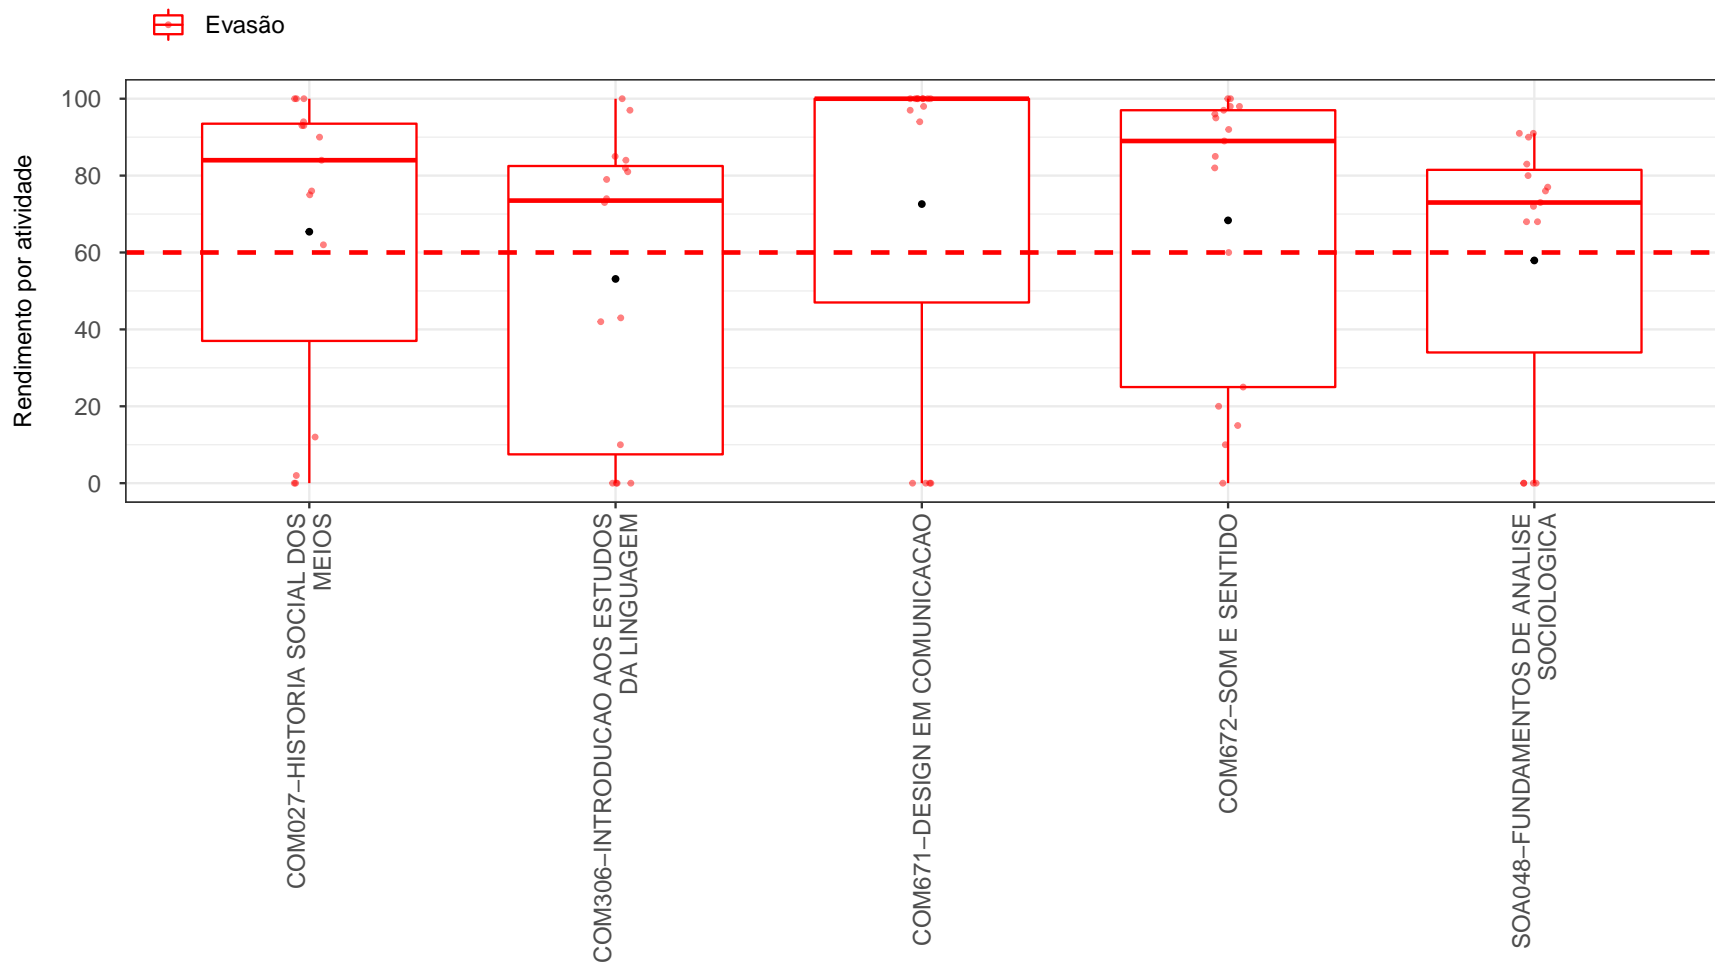 Evasão
Rendimento por atividade
100
80
60
40
20
0
COM027−HISTORIA SOCIAL DOS
MEIOS
COM306−INTRODUCAO AOS ESTUDOS
DA LINGUAGEM
COM671−DESIGN EM COMUNICACAO
COM672−SOM E SENTIDO
SOA048−FUNDAMENTOS DE ANALISE
SOCIOLOGICA